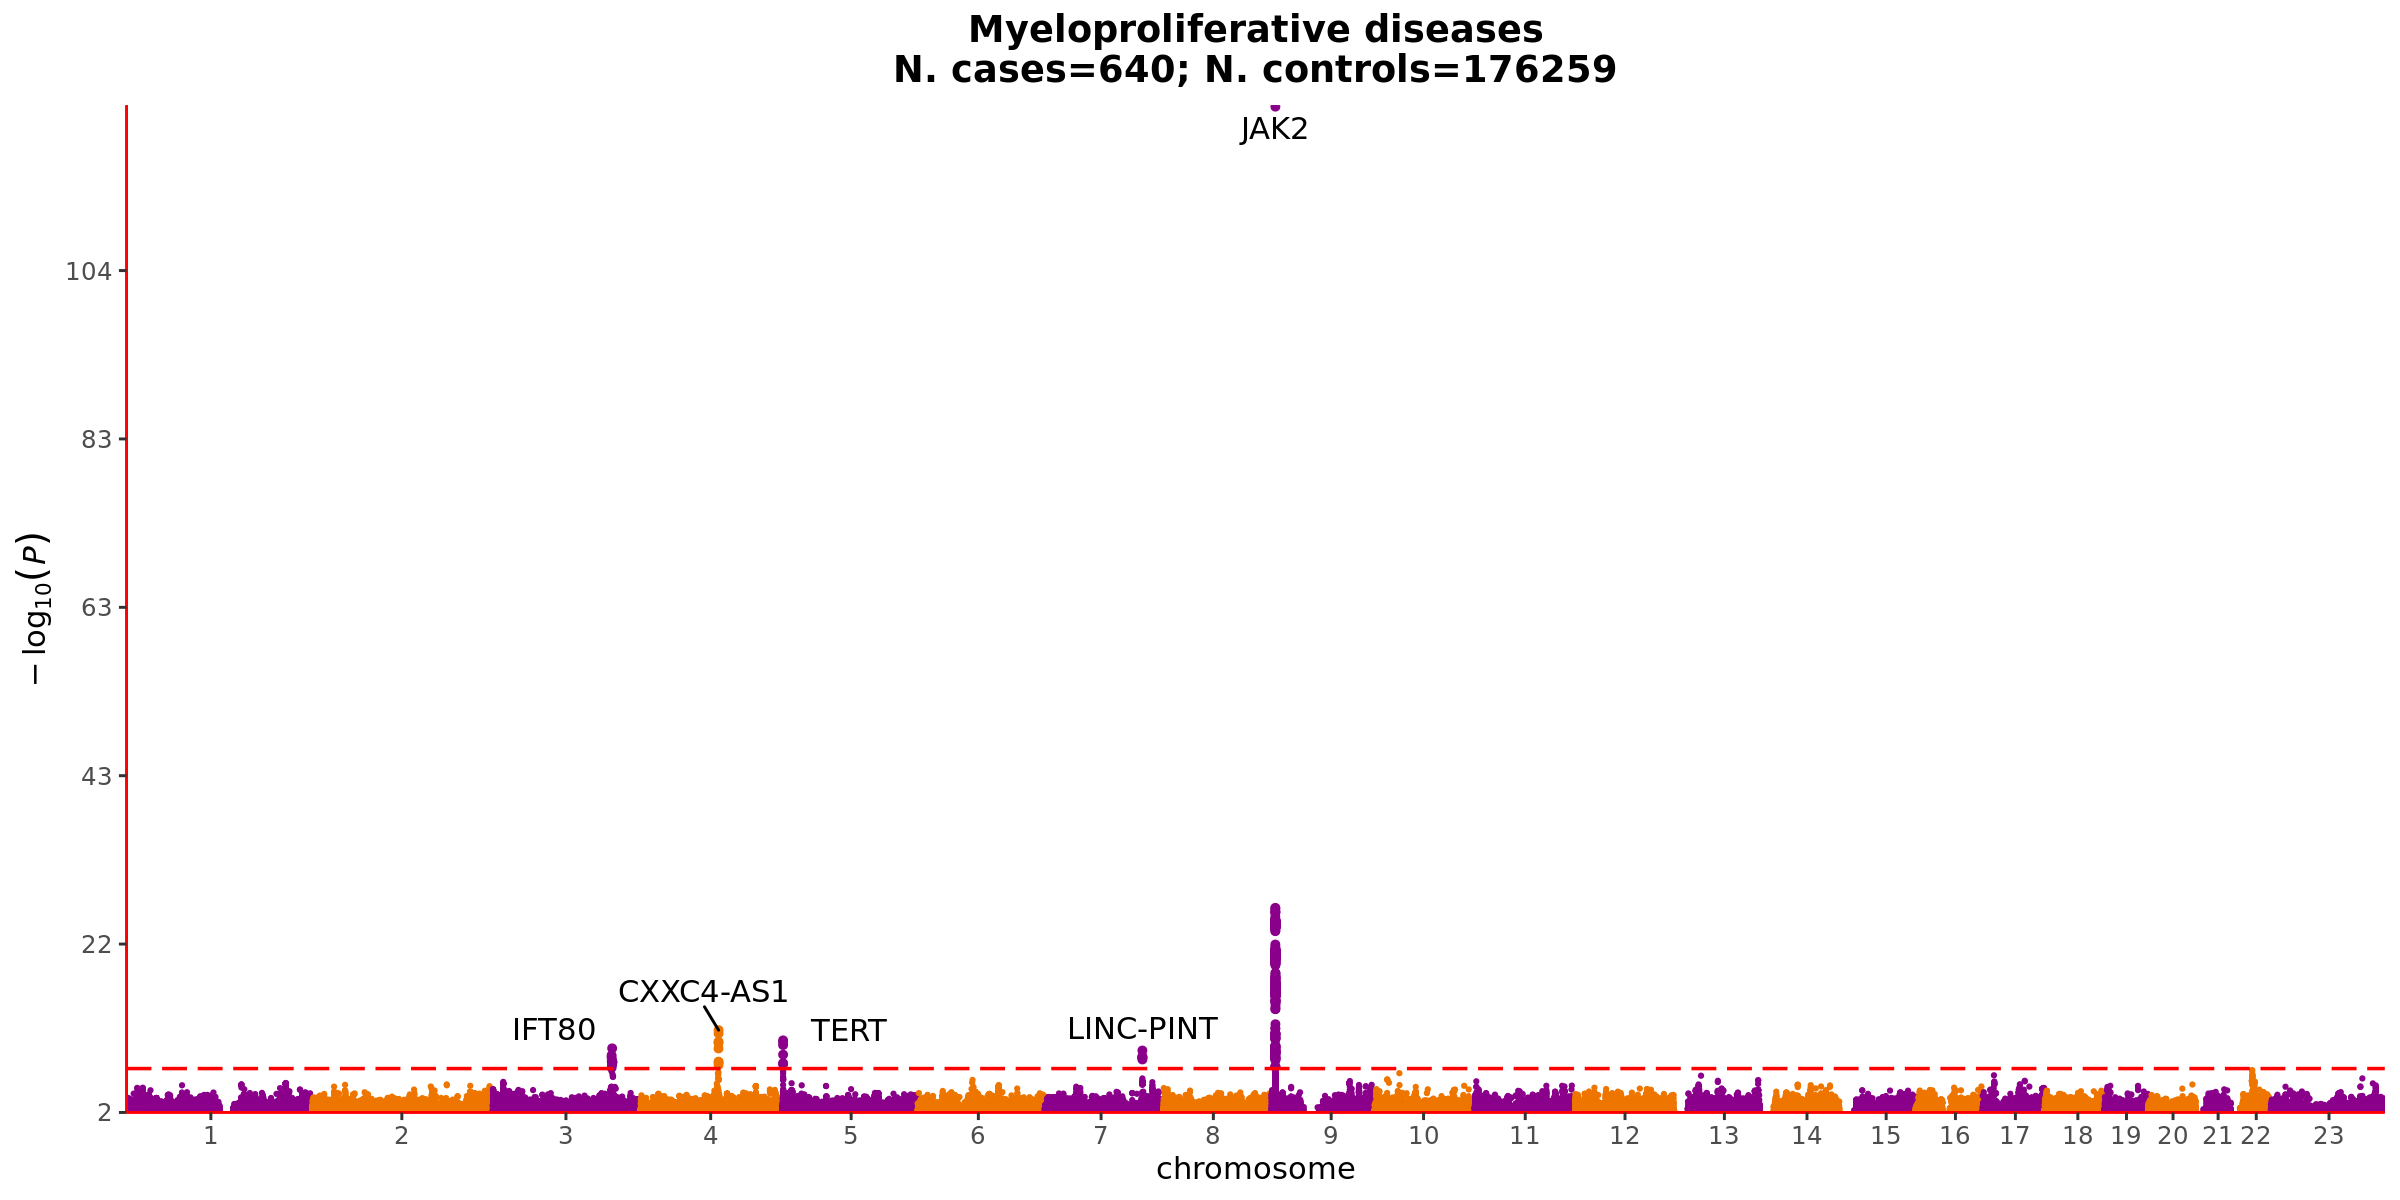 Myeloproliferative diseases
N. cases=640; N. controls=176259
JAK2
104
83
63
43
22
2
−log10(P)
CXXC4-AS1
IFT80
TERT
LINC-PINT
1 2 3 4 5 6 7 8 9 10 11 12 13 14 15 16 17 18 19 20 21 22 23
chromosome